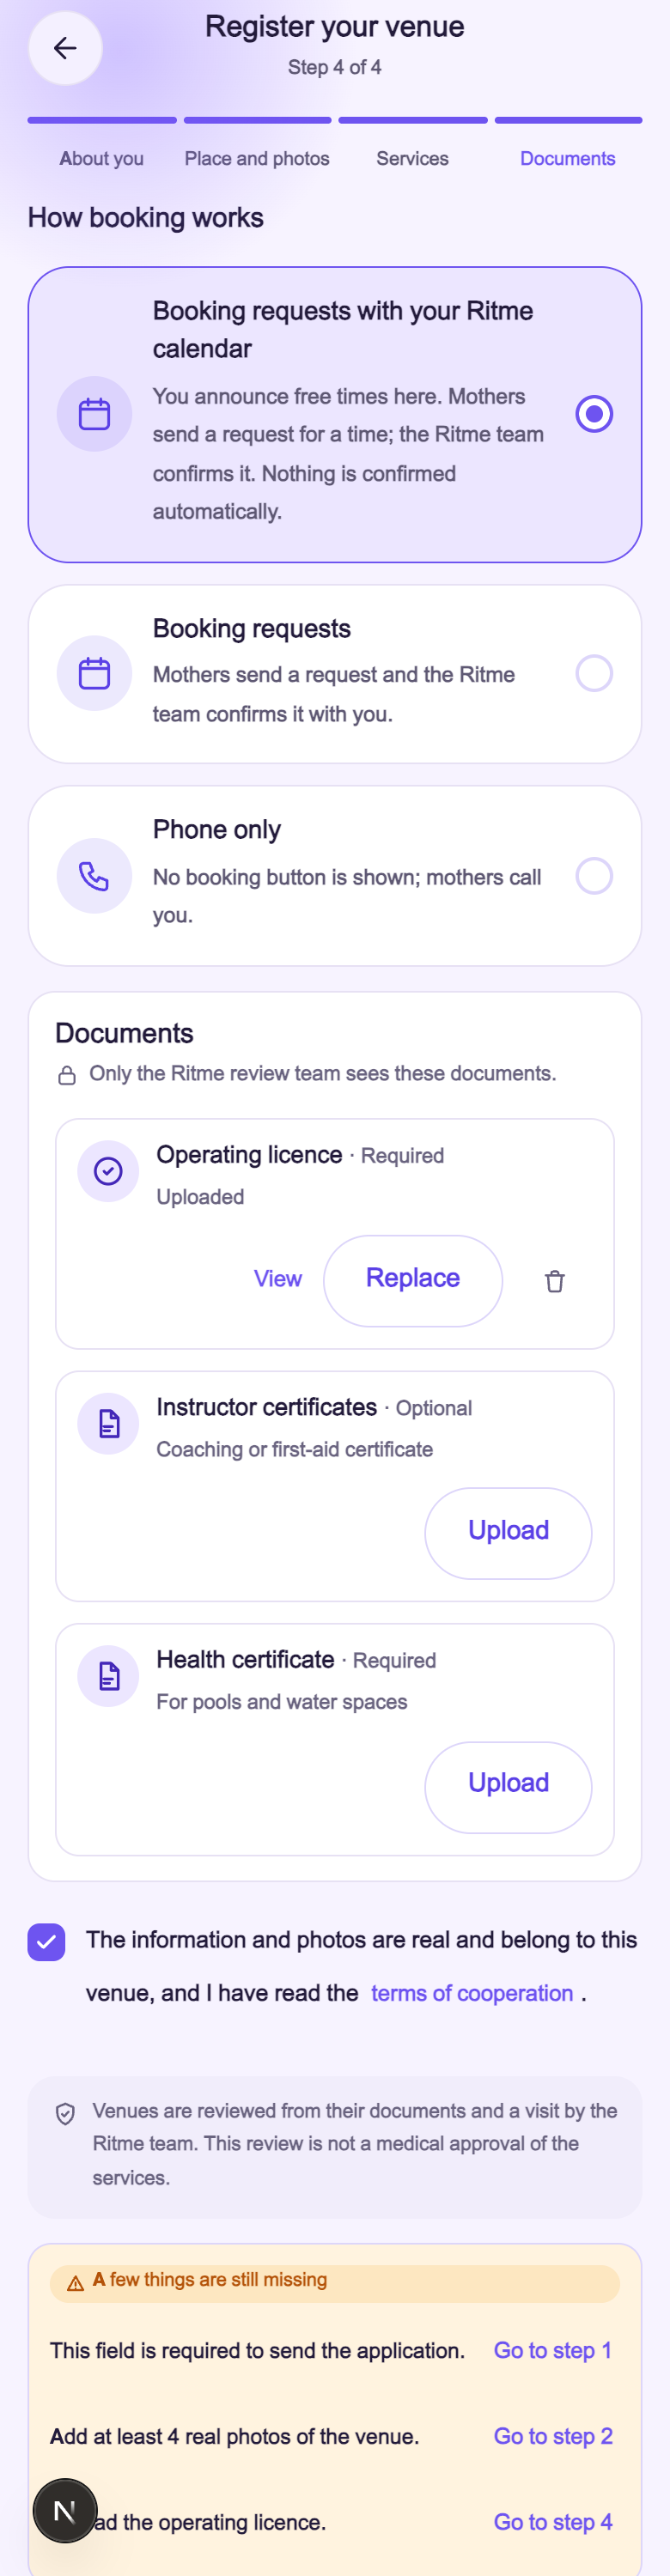 Register your venue
Step 4 of 4
About you
Place and photos
Services
Documents
How booking works
Booking requests with your Ritme
calendar
You announce free times here. Mothers
send a request for a time; the Ritme team
confirms it. Nothing is confirmed
automatically.
Booking requests
Mothers send a request and the Ritme
team confirms it with you.
Phone only
No booking button is shown; mothers call
you.
Documents
Only the Ritme review team sees these documents.
Operating licence · Required
Uploaded
View
Replace
Instructor certificates · Optional
Coaching or first-aid certificate
Upload
Health certificate · Required
For pools and water spaces
Upload
The information and photos are real and belong to this
venue, and I have read the terms of cooperation .
Venues are reviewed from their documents and a visit by the
Ritme team. This review is not a medical approval of the
services.
A few things are still missing
This field is required to send the application. Go to step 1
Add at least 4 real photos of the venue. Go to step 2
N
the operating licence. Go to step 4